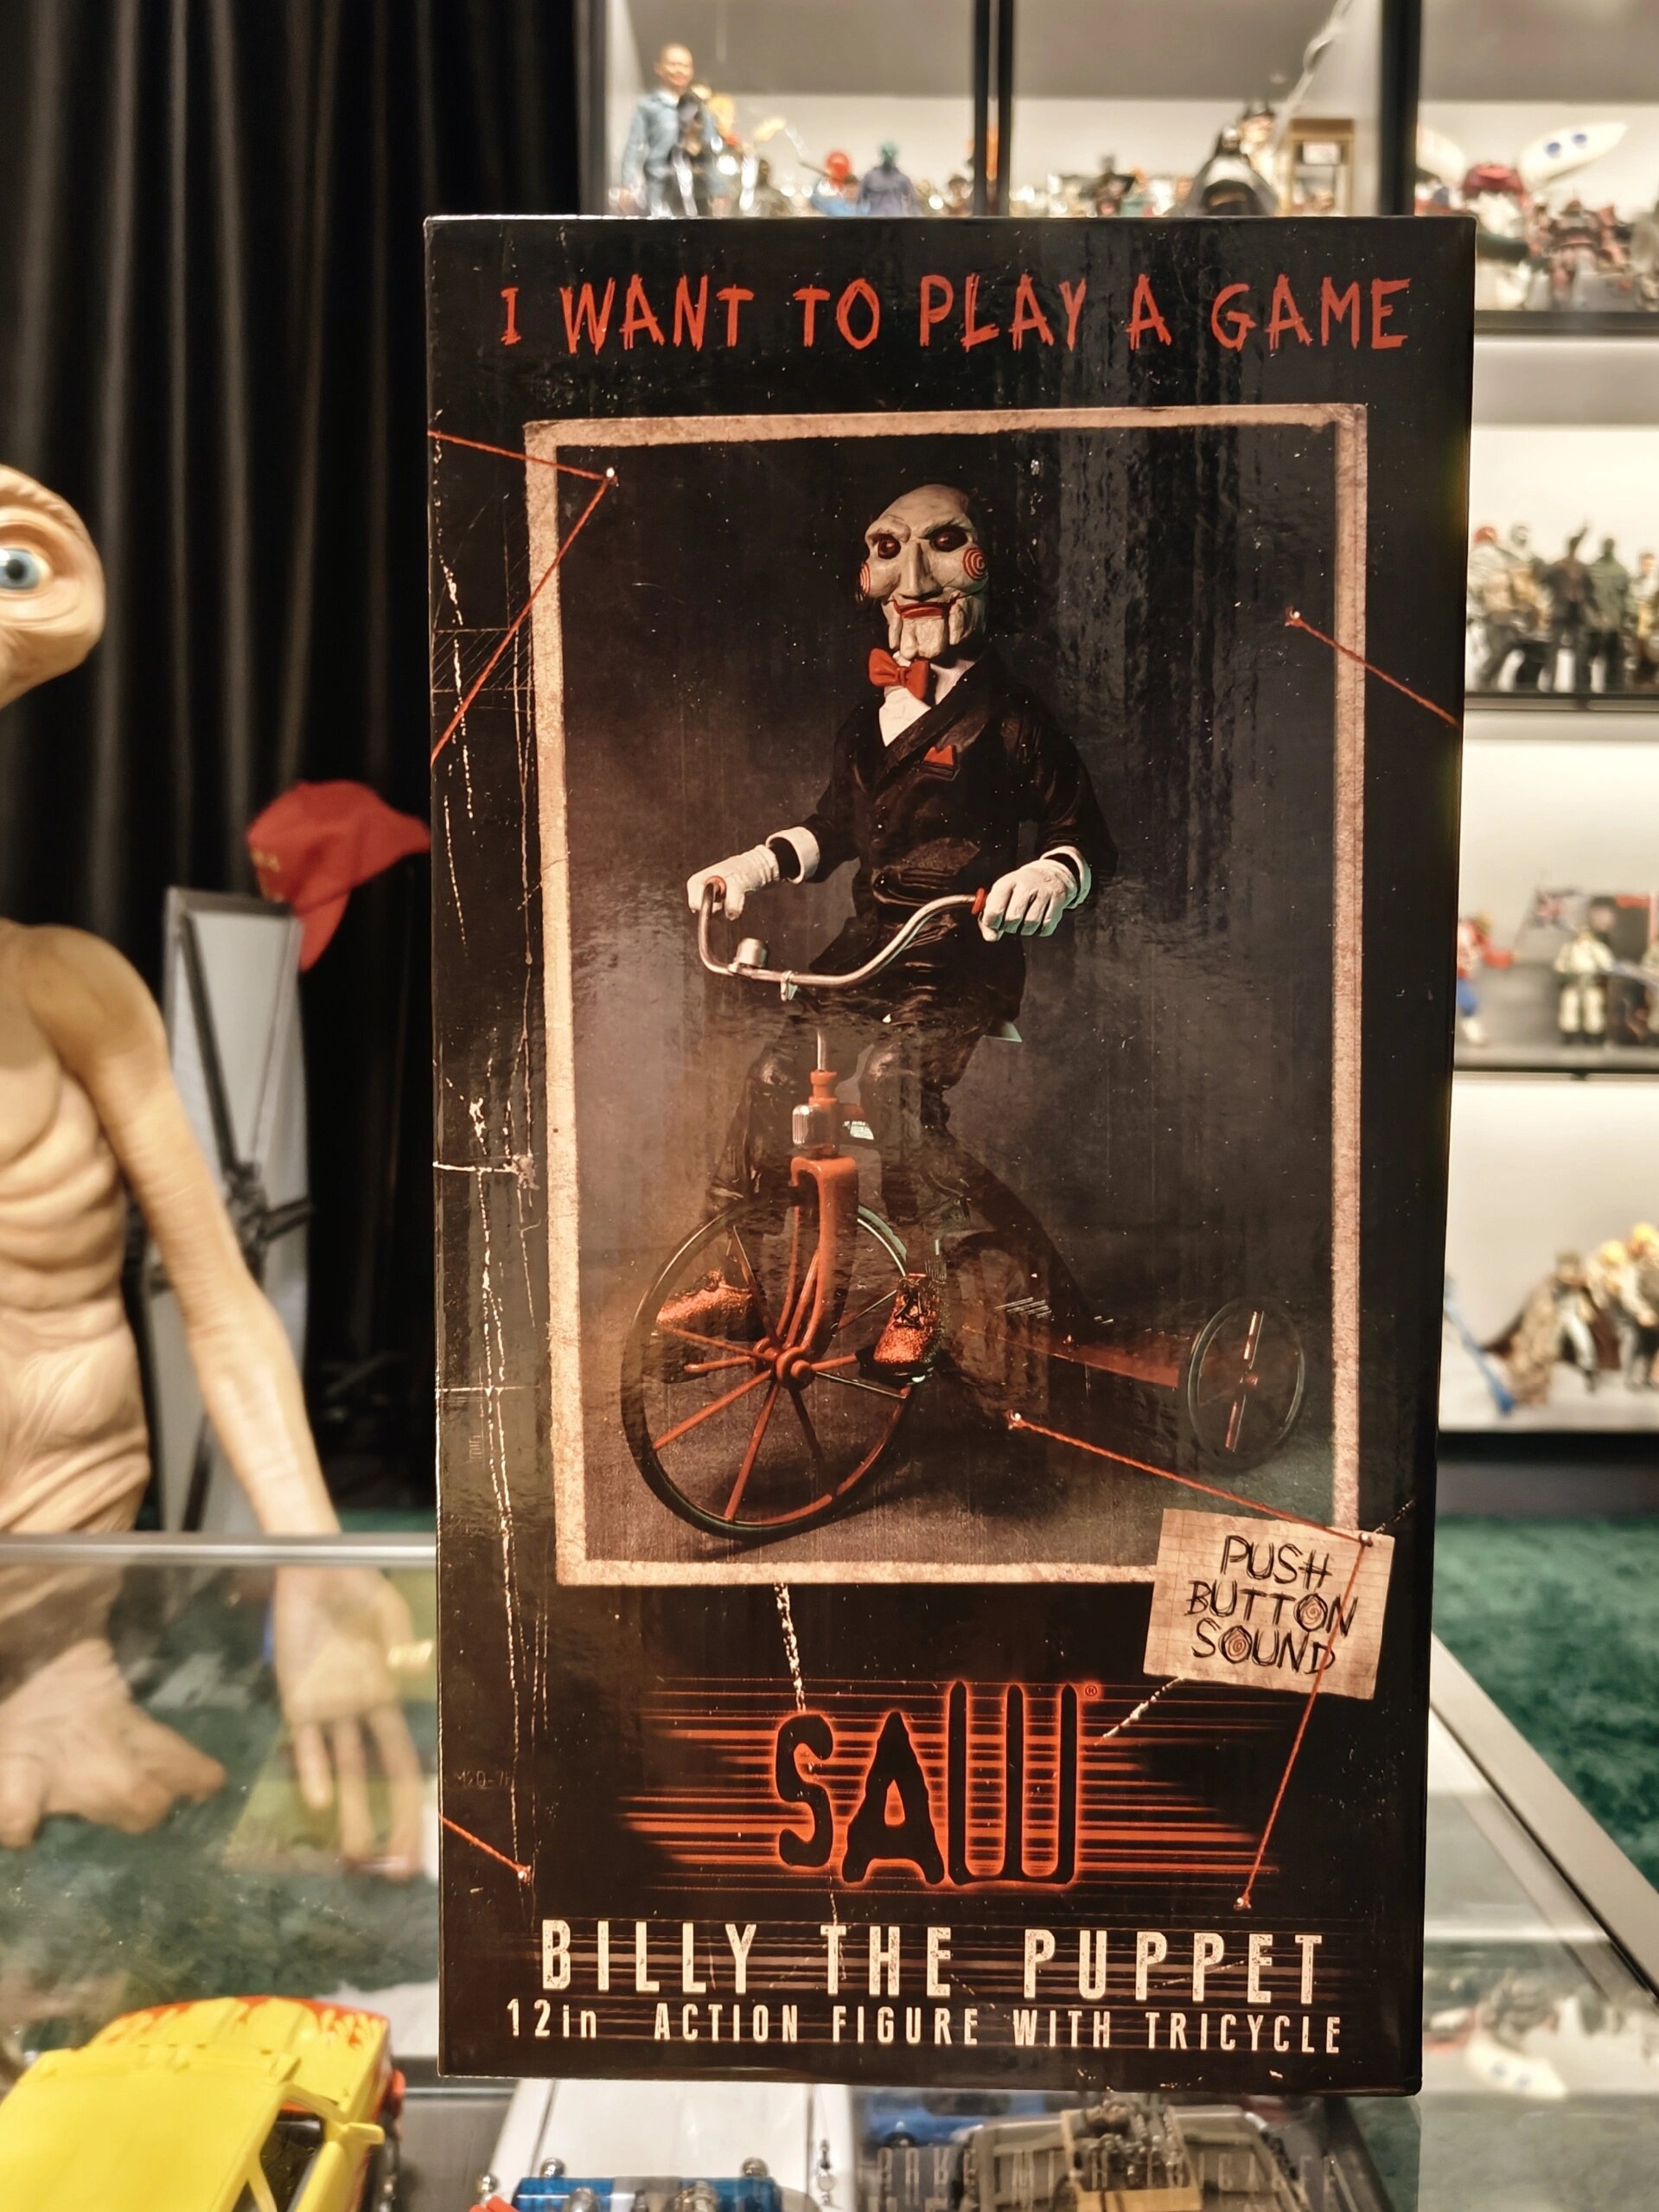 I WANT TO PLAY A GAME
PUSH
BUTTON
SOUND
SAW®
BILLY THE PUPPET
12in ACTION FIGURE WITH TRICYCLE